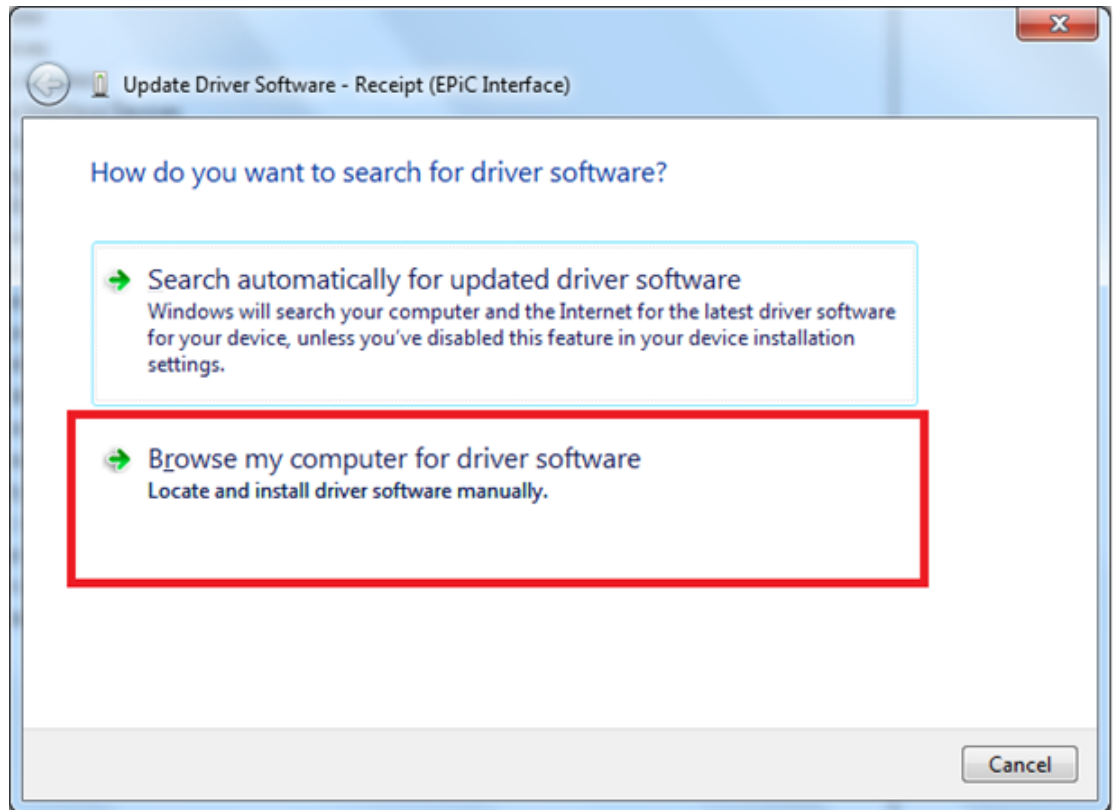 Update Driver Software - Receipt (EPiC Interface)
How do you want to search for driver software?
Search automatically for updated driver software
Windows will search your computer and the Internet for the latest driver software
for your device, unless you've disabled this feature in your device installation
settings.
Browse my computer for driver software
Locate and install driver software manually.
Cancel